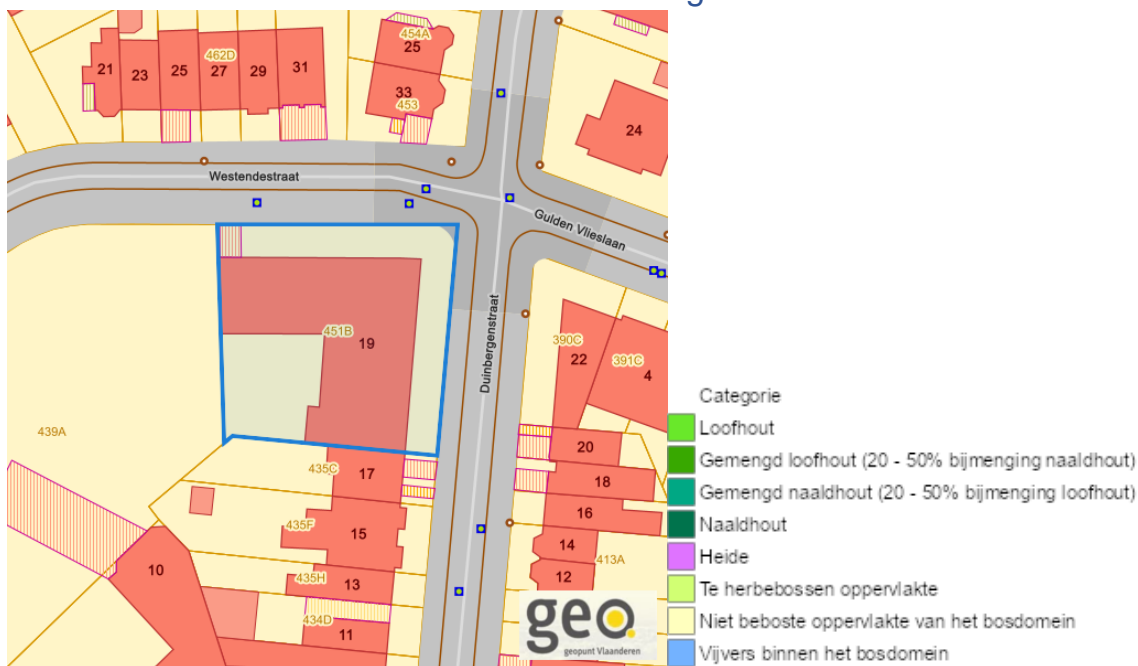 454A
25
462D
21 23 25 27 29 31
33
453
24
Westendestraat
Gulden Vlieslaan
451B
19
Duinbergenstraat
390C
22
391C
4
439A
20
435C
17
18
16
435F
15
14
413A
10
435H
13
12
434D
11
geo
geopunt Vlaanderen
Categorie
Loofhout
Gemengd loofhout (20 - 50% bijmenging naaldhout)
Gemengd naaldhout (20 - 50% bijmenging loofhout)
Naaldhout
Heide
Te herbebossen oppervlakte
Niet beboste oppervlakte van het bosdomein
Vijvers binnen het bosdomein